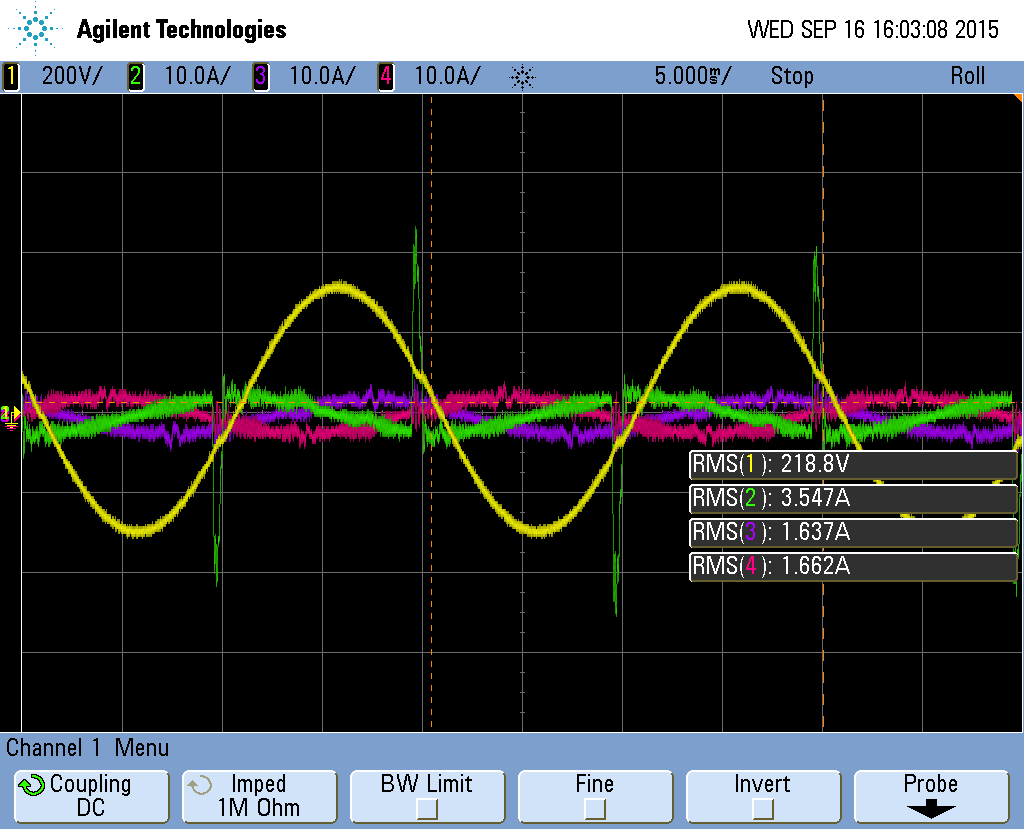 Agilent Technologies WED SEP 16 16:03:08 2015
1 200V/ 2 10.0A/ 3 10.0A/ 4 10.0A/ 5.000ms/ Stop Roll
1
RMS(1): 218.8V
RMS(2): 3.547A
RMS(3): 1.637A
RMS(4): 1.662A
Channel 1 Menu
Coupling Imped BW Limit Fine Invert Probe
DC 1M Ohm